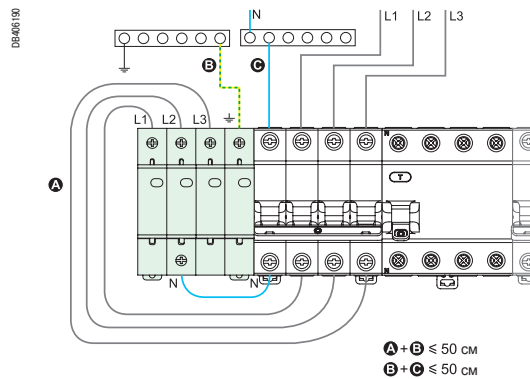 DB406190
N L1 L2 L3
B C
L1 L2 L3
N
A
T
N N
N
A + B ⩽ 50 см
B + C ⩽ 50 см